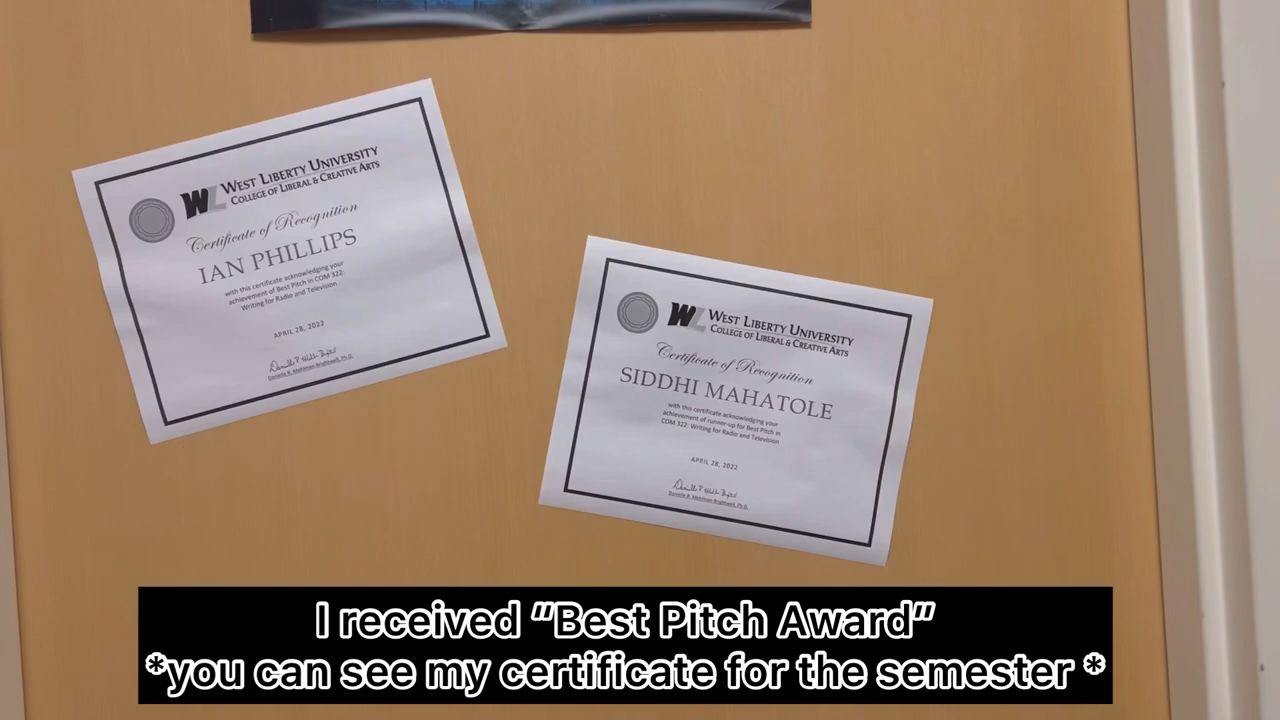 WL WEST LIBERTY UNIVERSITY
COLLEGE OF LIBERAL & CREATIVE ARTS
Certificate of Recognition
IAN PHILLIPS
with this certificate acknowledging your
achievement of Best Pitch in COM 322:
Writing for Radio and Television
APRIL 28, 2022
WL WEST LIBERTY UNIVERSITY
COLLEGE OF LIBERAL & CREATIVE ARTS
Certificate of Recognition
SIDDHI MAHATOLE
with this certificate acknowledging your
achievement of runner-up for Best Pitch in
COM 322: Writing for Radio and Television
APRIL 28, 2022
I received “Best Pitch Award”
*you can see my certificate for the semester *